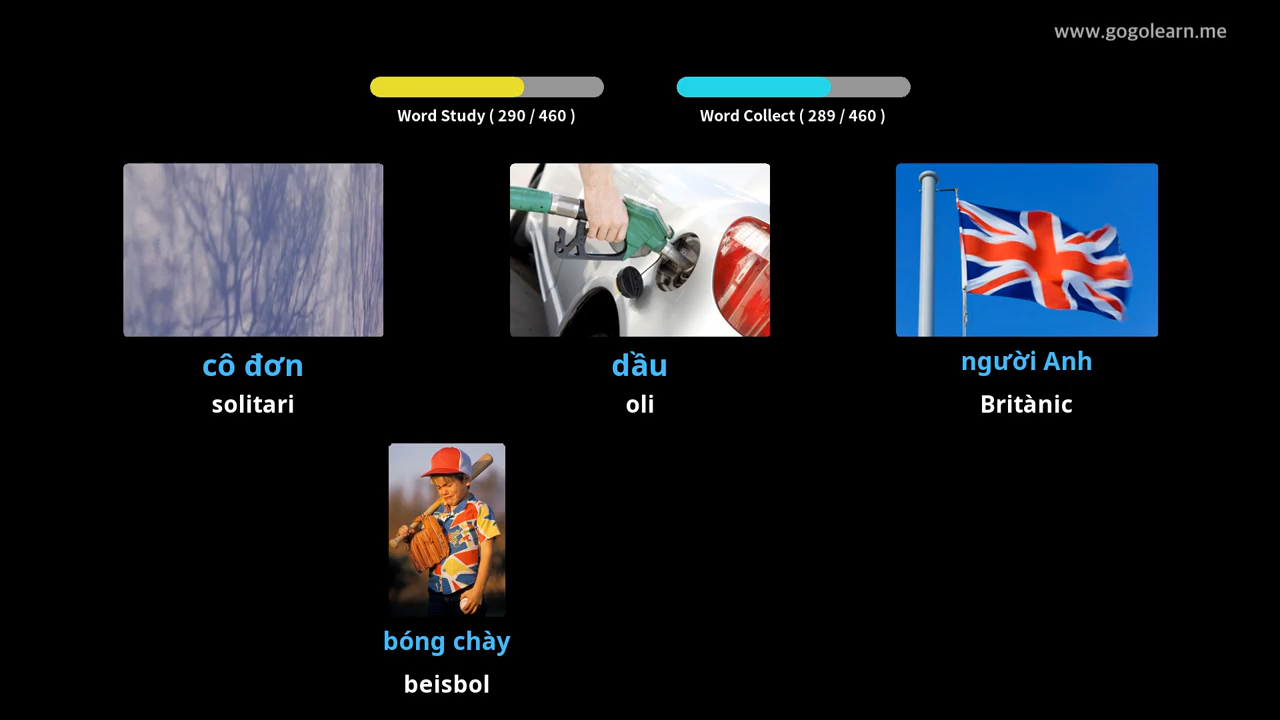 www.gogolearn.me
Word Study ( 290 / 460 )
Word Collect ( 289 / 460 )
cô đơn
solitari
dầu
oli
người Anh
Britànic
bóng chày
beisbol